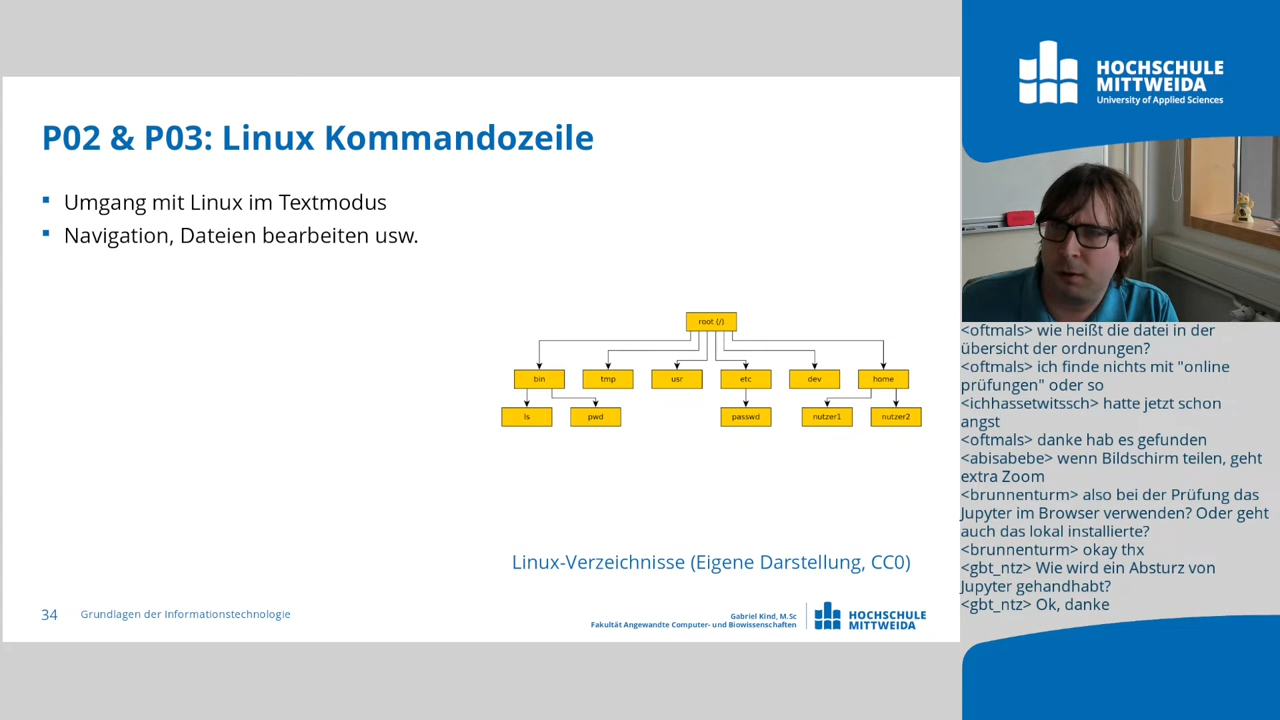 P02 & P03: Linux Kommandozeile
Umgang mit Linux im Textmodus
Navigation, Dateien bearbeiten usw.
root (/)
bin
tmp
usr
etc
dev
home
ls
pwd
passwd
nutzer1
nutzer2
Linux-Verzeichnisse (Eigene Darstellung, CC0)
34
Grundlagen der Informationstechnologie
Gabriel Kind, M.Sc
Fakultät Angewandte Computer- und Biowissenschaften
HOCHSCHULE
MITTWEIDA
HOCHSCHULE
MITTWEIDA
University of Applied Sciences
<oftmals> wie heißt die datei in der
übersicht der ordnungen?
<oftmals> ich finde nichts mit "online
prüfungen" oder so
<ichhassetwitssch> hatte jetzt schon
angst
<oftmals> danke hab es gefunden
<abisabebe> wenn Bildschirm teilen, geht
extra Zoom
<brunnenturm> also bei der Prüfung das
Jupyter im Browser verwenden? Oder geht
auch das lokal installierte?
<brunnenturm> okay thx
<gbt_ntz> Wie wird ein Absturz von
Jupyter gehandhabt?
<gbt_ntz> Ok, danke